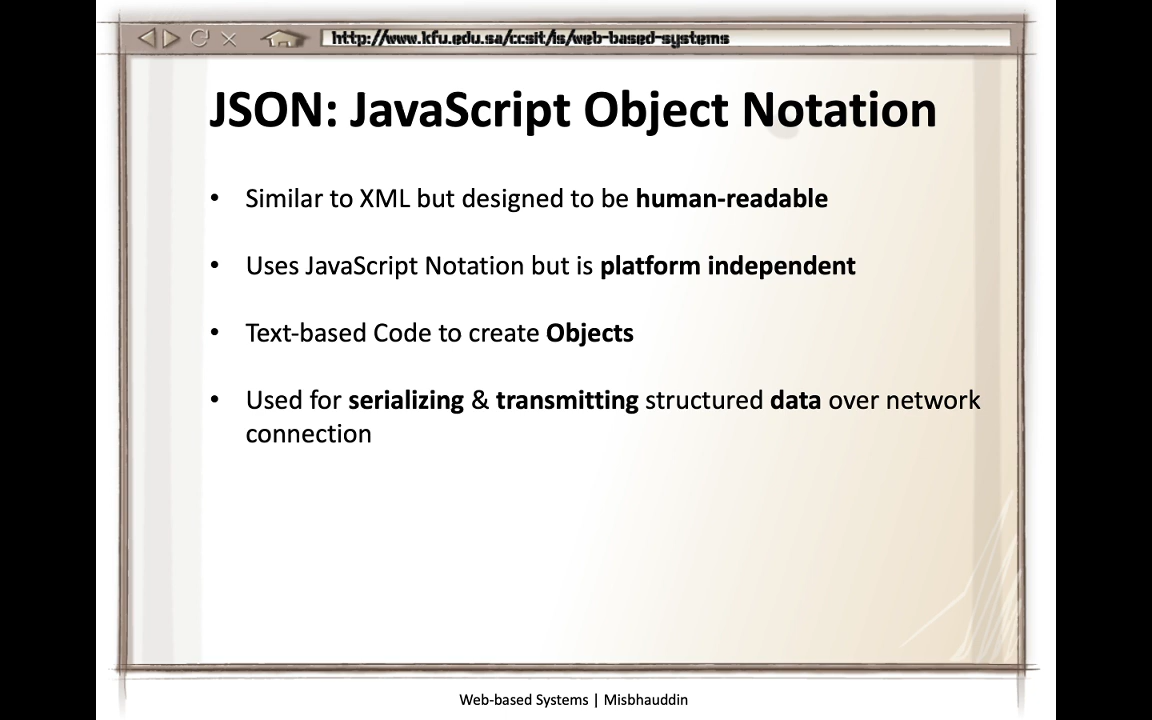 http://www.kfu.edu.sa/ccsit/is/web-based-systems
JSON: JavaScript Object Notation
• Similar to XML but designed to be human-readable
• Uses JavaScript Notation but is platform independent
• Text-based Code to create Objects
• Used for serializing & transmitting structured data over network
connection
Web-based Systems | Misbhauddin